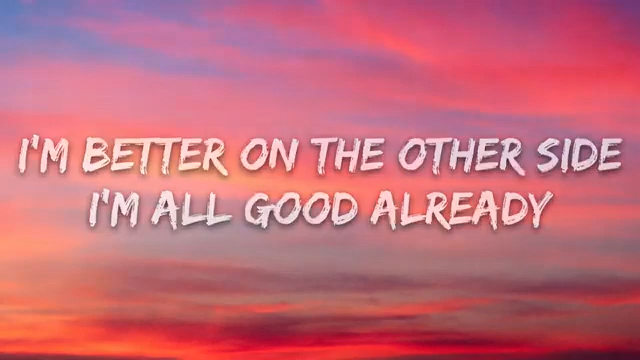 I'M BETTER ON THE OTHER SIDE
I'M ALL GOOD ALREADY